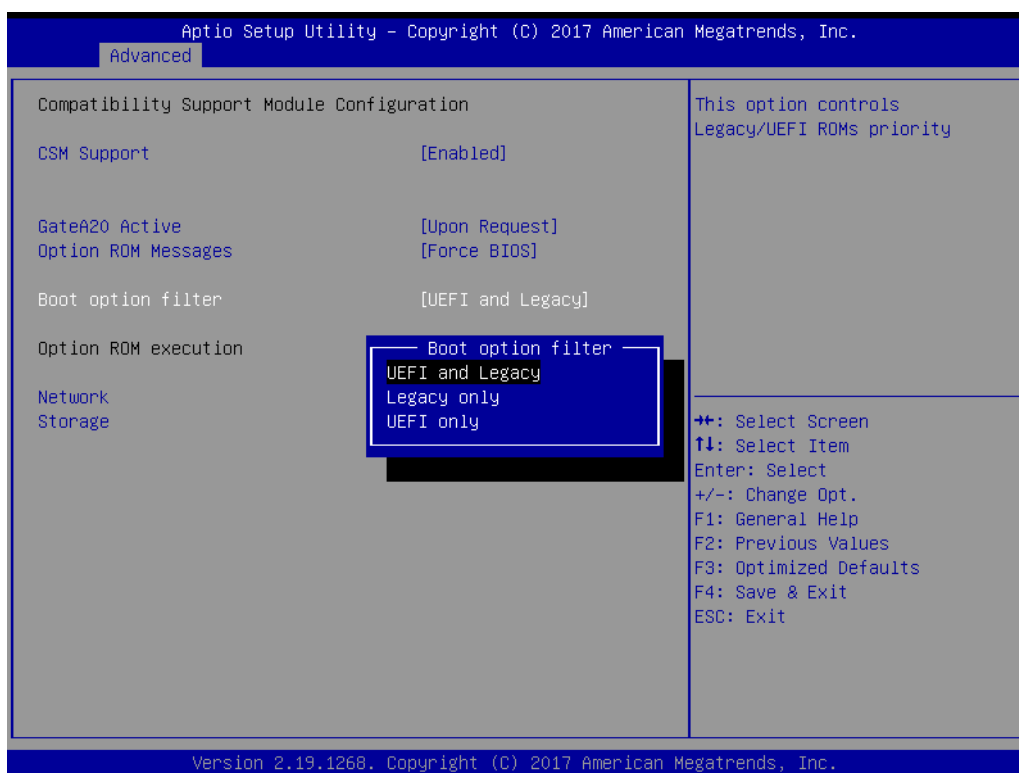 Aptio Setup Utility – Copyright (C) 2017 American Megatrends, Inc.
Advanced
Compatibility Support Module Configuration
CSM Support [Enabled]
GateA20 Active [Upon Request]
Option ROM Messages [Force BIOS]
Boot option filter [UEFI and Legacy]
Option ROM execution
Network
Storage
Boot option filter
UEFI and Legacy
Legacy only
UEFI only
This option controls
Legacy/UEFI ROMs priority
→←: Select Screen
↑↓: Select Item
Enter: Select
+/-: Change Opt.
F1: General Help
F2: Previous Values
F3: Optimized Defaults
F4: Save & Exit
ESC: Exit
Version 2.19.1268. Copyright (C) 2017 American Megatrends, Inc.